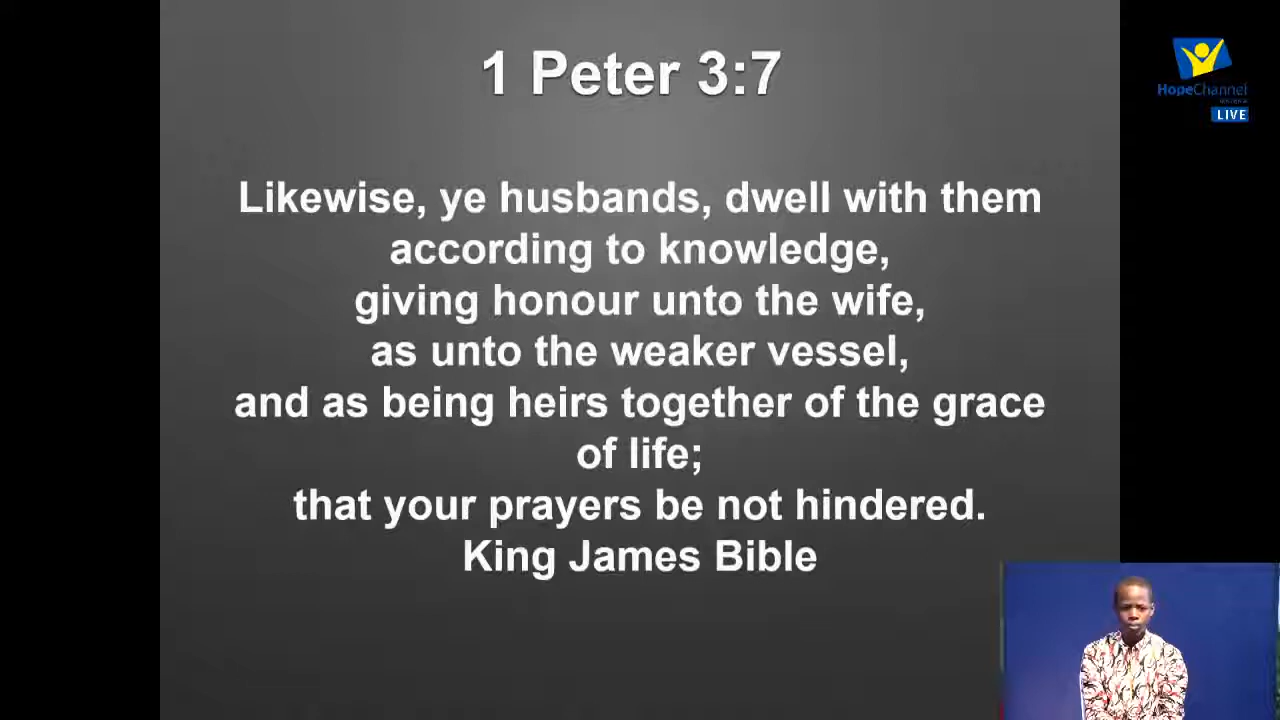 1 Peter 3:7
Likewise, ye husbands, dwell with them
according to knowledge,
giving honour unto the wife,
as unto the weaker vessel,
and as being heirs together of the grace
of life;
that your prayers be not hindered.
King James Bible
HopeChannel
LIVE